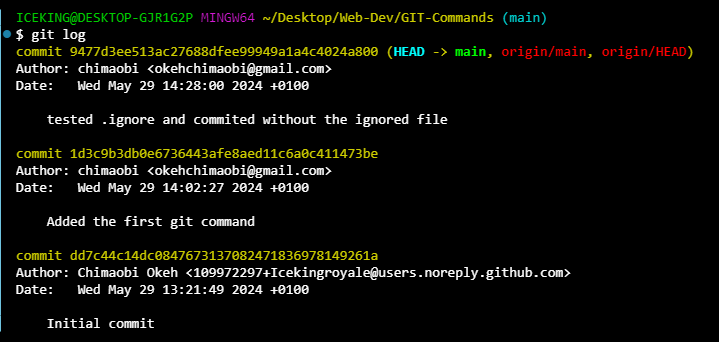 ICEKING@DESKTOP-GJR1G2P MINGW64 ~/Desktop/Web-Dev/GIT-Commands (main)
$ git log
commit 9477d3ee513ac27688dfee99949a1a4c4024a800 (HEAD -> main, origin/main, origin/HEAD)
Author: chimaobi <okehchimaobi@gmail.com>
Date:   Wed May 29 14:28:00 2024 +0100
    tested .ignore and commited without the ignored file
commit 1d3c9b3db0e6736443afe8aed11c6a0c411473be
Author: chimaobi <okehchimaobi@gmail.com>
Date:   Wed May 29 14:02:27 2024 +0100
    Added the first git command
commit dd7c44c14dc0847673137082471836978149261a
Author: Chimaobi Okeh <109972297+Icekingroyale@users.noreply.github.com>
Date:   Wed May 29 13:21:49 2024 +0100
    Initial commit